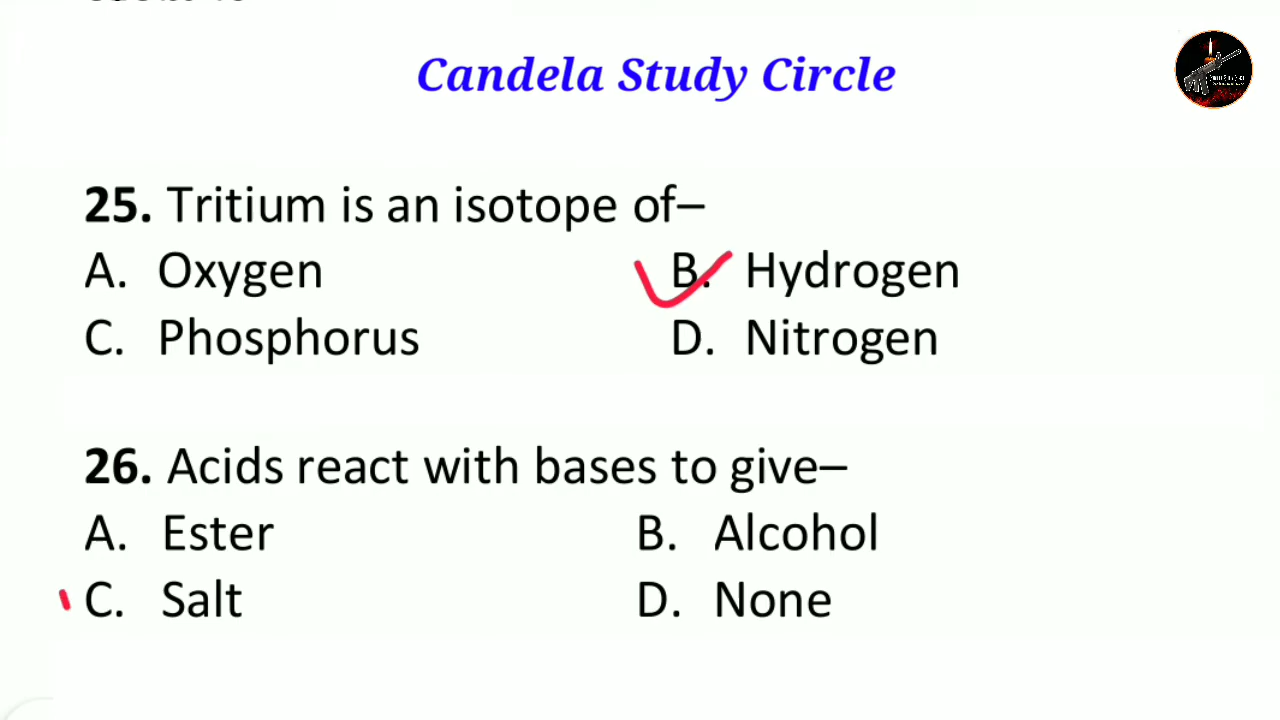 Candela Study Circle
25. Tritium is an isotope of–
A. Oxygen B. Hydrogen
C. Phosphorus D. Nitrogen
26. Acids react with bases to give–
A. Ester B. Alcohol
C. Salt D. None